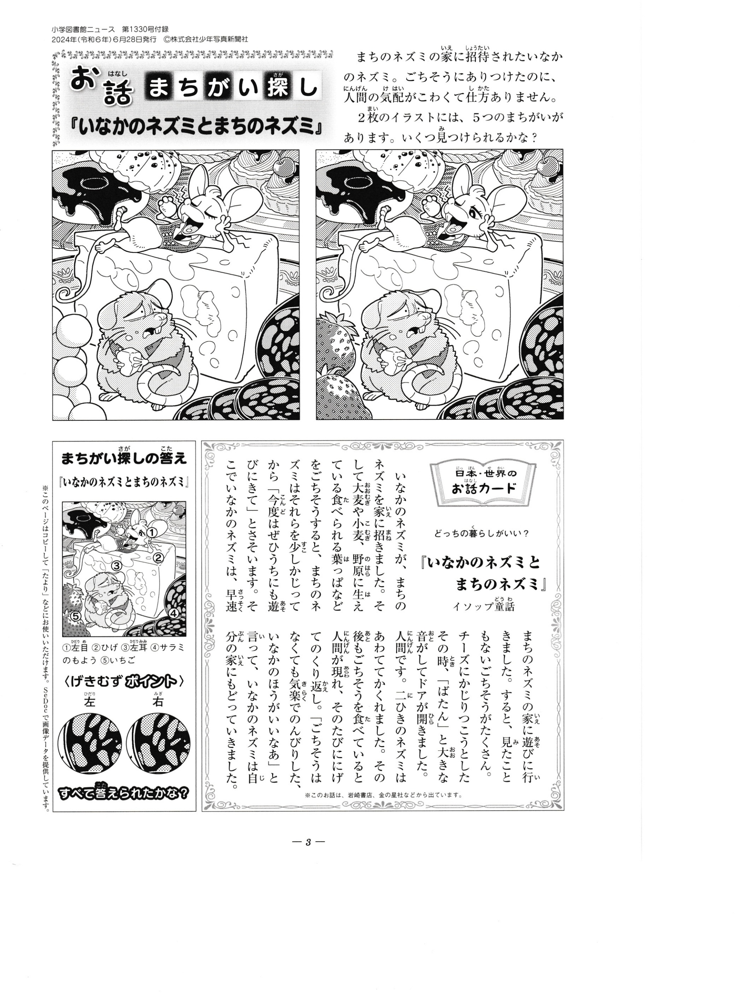 小学図書館ニュース　第1330号付録
2024年(令和6年)6月28日発行　©株式会社少年写真新聞社
お話 まちがい探し
『いなかのネズミとまちのネズミ』
まちのネズミの家に招待されたいなか
のネズミ。ごちそうにありつけたのに、
人間の気配がこわくて仕方ありません。
２枚のイラストには、５つのまちがいが
あります。いくつ見つけられるかな？
まちがい探しの答え
『いなかのネズミとまちのネズミ』
①
②
③
④
⑤
①左目 ②ひげ ③左耳 ④サラミ
のもよう ⑤いちご
〈げきむずポイント〉
左　右
すべて答えられたかな？
※このページはコピーして「たより」などにお使いいただけます。SeDocで画像データを提供しています。
日本・世界の
お話カード
どっちの暮らしがいい？
『いなかのネズミと
まちのネズミ』
イソップ童話
いなかのネズミが、まちの
ネズミを家に招きました。そ
して大麦や小麦、野原に生え
ている食べられる葉っぱなど
をごちそうすると、まちのネ
ズミはそれらを少しかじって
から「今度はぜひうちにも遊
びにきて」とさそいます。そ
こでいなかのネズミは、早速
まちのネズミの家に遊びに行
きました。すると、見たこと
もないごちそうがたくさん。
チーズにかじりつこうとした
その時、「ばたん」と大きな
音がしてドアが開きました。
人間です。二ひきのネズミは
あわててかくれました。その
後もごちそうを食べていると
人間が現れ、そのたびににげ
てのくり返し。「ごちそうは
なくても気楽でのんびりした、
いなかのほうがいいなあ」と
言って、いなかのネズミは自
分の家にもどっていきました。
※このお話は、岩崎書店、金の星社などから出ています。
— 3 —